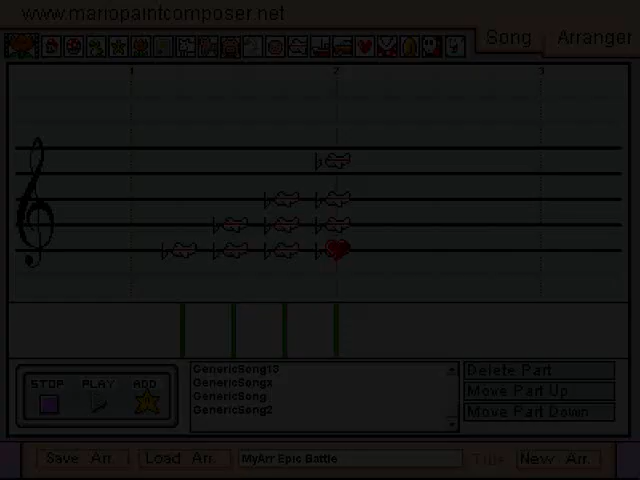 www.mariopaintcomposer.net
Song Arranger
1 2 3
STOP PLAY ADD
GenericSong13
GenericSongx
GenericSong
GenericSong2
Delete Part
Move Part Up
Move Part Down
Save Arr. Load Arr. MyArr Epic Battle Title New Arr.